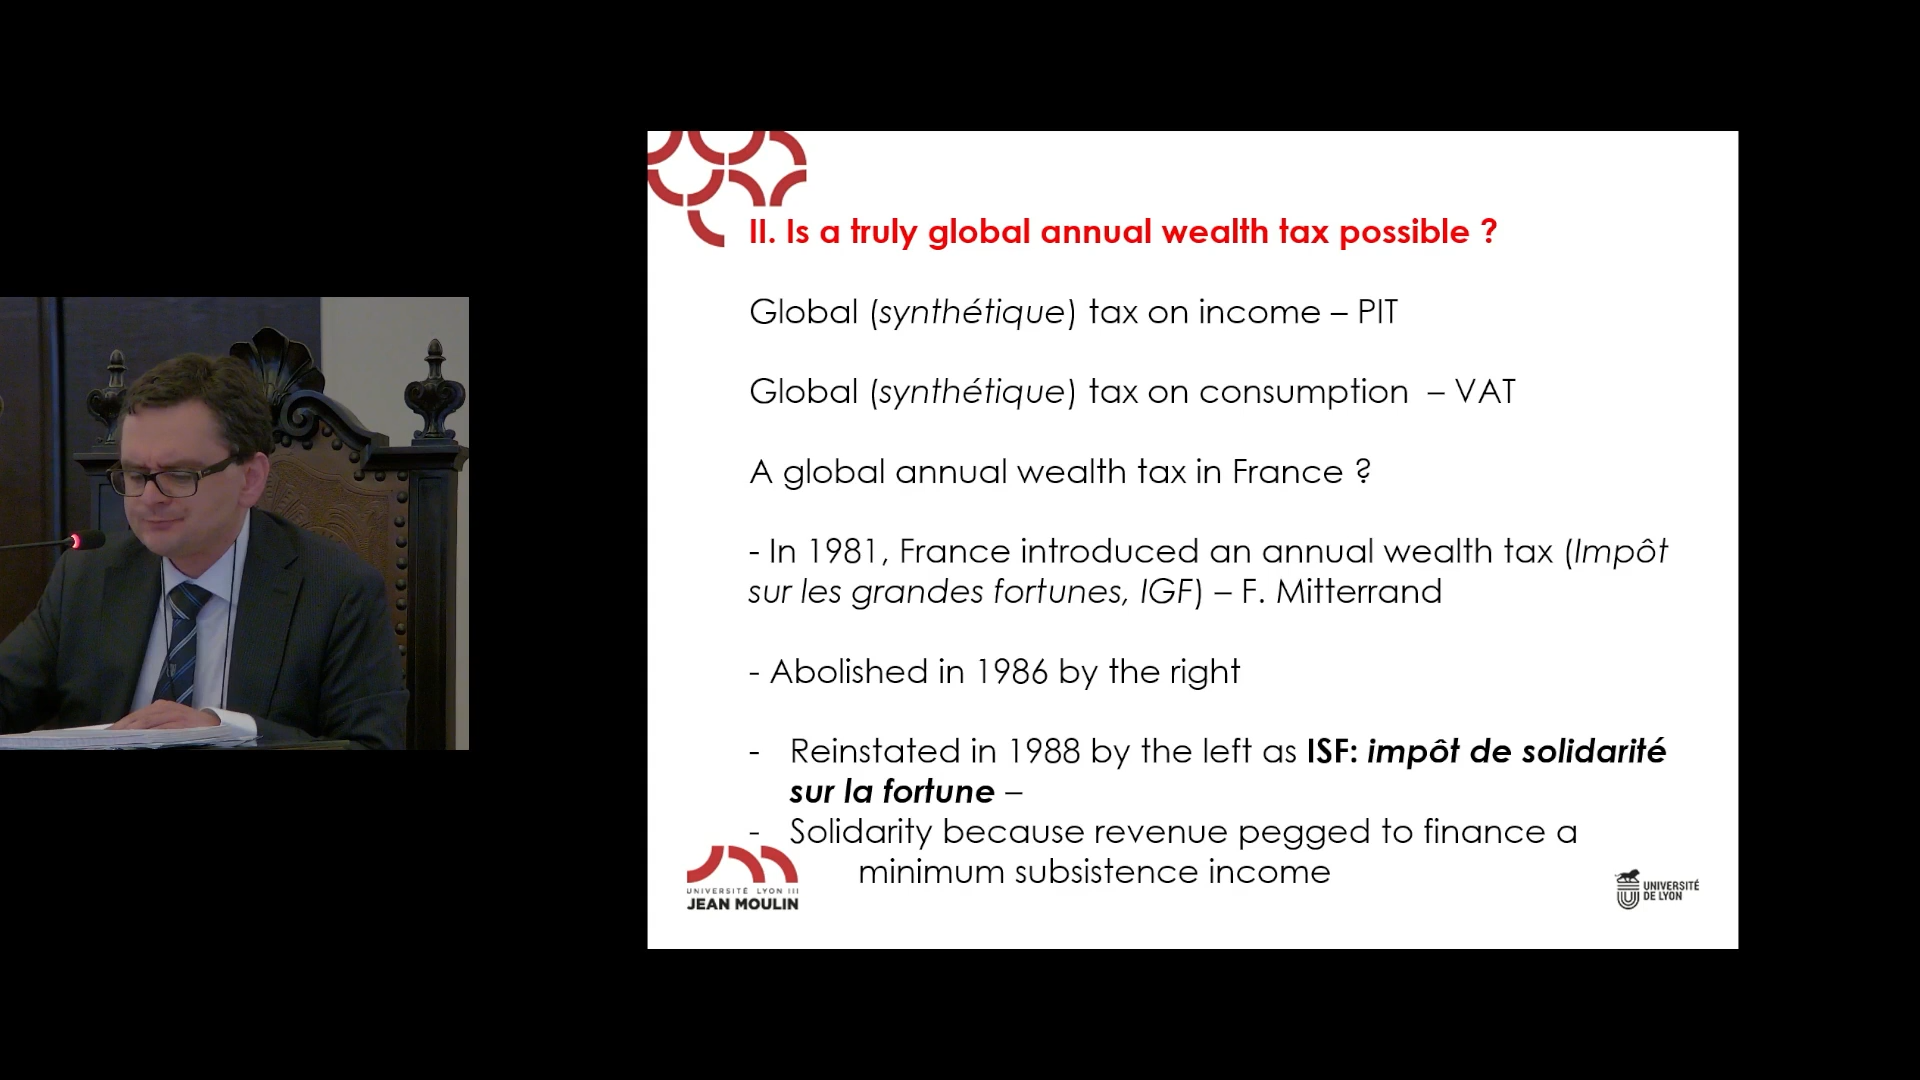 II. Is a truly global annual wealth tax possible ?
Global (synthétique) tax on income – PIT
Global (synthétique) tax on consumption – VAT
A global annual wealth tax in France ?
- In 1981, France introduced an annual wealth tax (Impôt
sur les grandes fortunes, IGF) – F. Mitterrand
- Abolished in 1986 by the right
- Reinstated in 1988 by the left as ISF: impôt de solidarité
sur la fortune –
- Solidarity because revenue pegged to finance a
minimum subsistence income
UNIVERSITÉ LYON III
JEAN MOULIN
UNIVERSITÉ
DE LYON